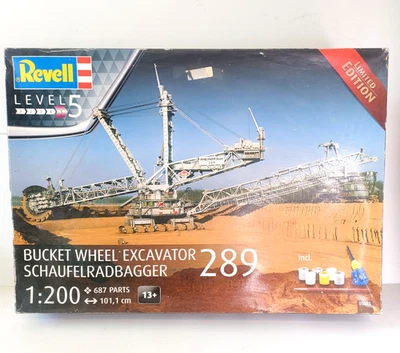 Revell
LEVEL 5
LIMITED
EDITION
BUCKET WHEEL EXCAVATOR
SCHAUFELRADBAGGER
289
1:200
687 PARTS
101,1 cm
13+
incl.